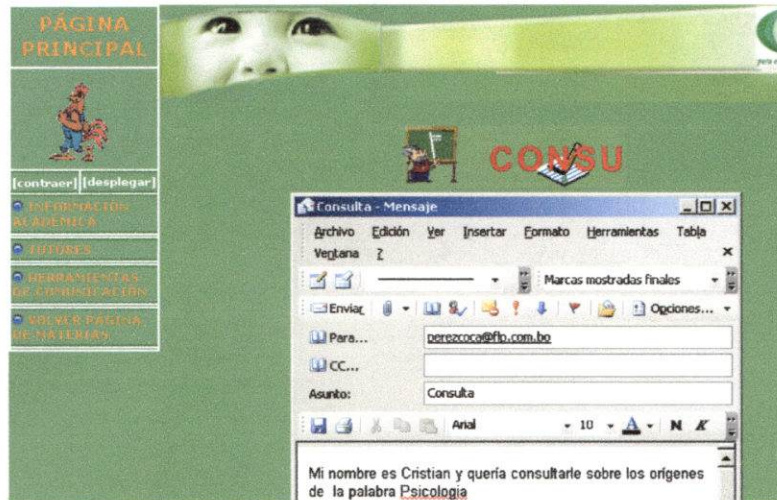 PÁGINA
PRINCIPAL
[contraer] [desplegar]
INFORMACIÓN
ACADÉMICA
TUTORES
HERRAMIENTAS
DE COMUNICACIÓN
VOLVER PAGINA
DE MATERIAS
CONSU
Consulta - Mensaje
Archivo Edición Ver Insertar Formato Herramientas Tabla
Ventana ?
Marcas mostradas finales
Enviar Opciones...
Para... perezcoca@flp.com.bo
CC...
Asunto: Consulta
Arial 10 A N K
Mi nombre es Cristian y quería consultarle sobre los orígenes
de la palabra Psicologia